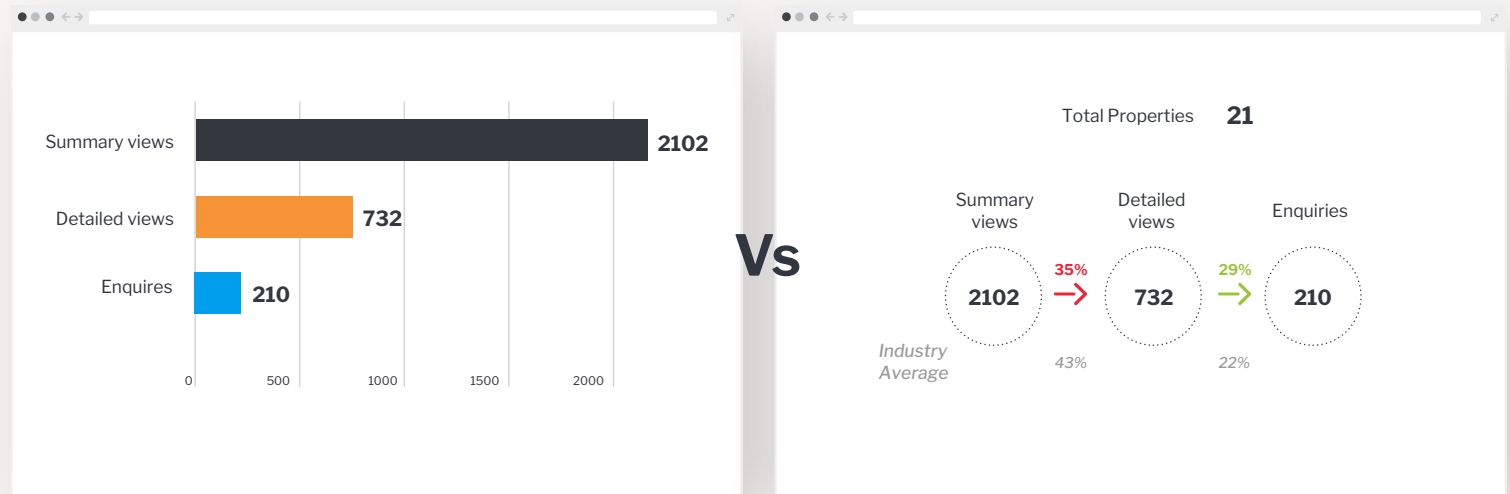 Summary views
2102
Detailed views
732
Enquires
210
0 500 1000 1500 2000
Vs
Total Properties 21
Summary
views
Detailed
views
Enquiries
35%
29%
2102
732
210
Industry
Average
43%
22%